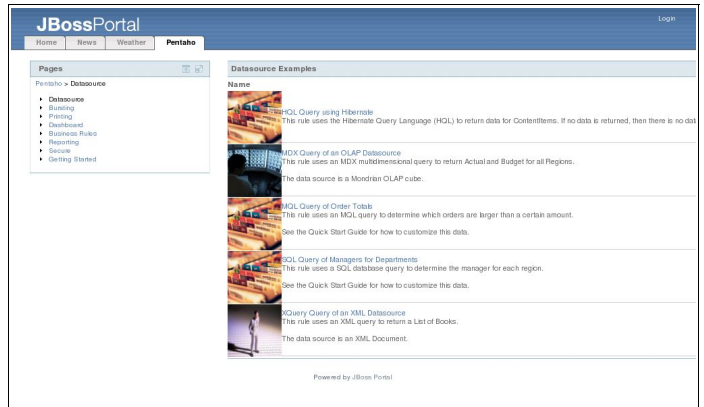 Login
JBossPortal
Home News Weather Pentaho
Pages
Pentaho > Datasource
Datasource
Bursting
Printing
Dashboard
Business Rules
Reporting
Secure
Getting Started
Datasource Examples
Name
HQL Query using Hibernate
This rule uses the Hibernate Query Language (HQL) to return data for ContentItems. If no data is returned, then there is no dat
MDX Query of an OLAP Datasource
This rule uses an MDX multidimensional query to return Actual and Budget for all Regions.
The data source is a Mondrian OLAP cube.
MQL Query of Order Totals
This rule uses an MQL query to determine which orders are larger than a certain amount.
See the Quick Start Guide for how to customize this data.
SQL Query of Managers for Departments
This rule uses a SQL database query to determine the manager for each region.
See the Quick Start Guide for how to customize this data.
XQuery Query of an XML Datasource
This rule uses an XML query to return a List of Books.
The data source is an XML Document.
Powered by JBoss Portal